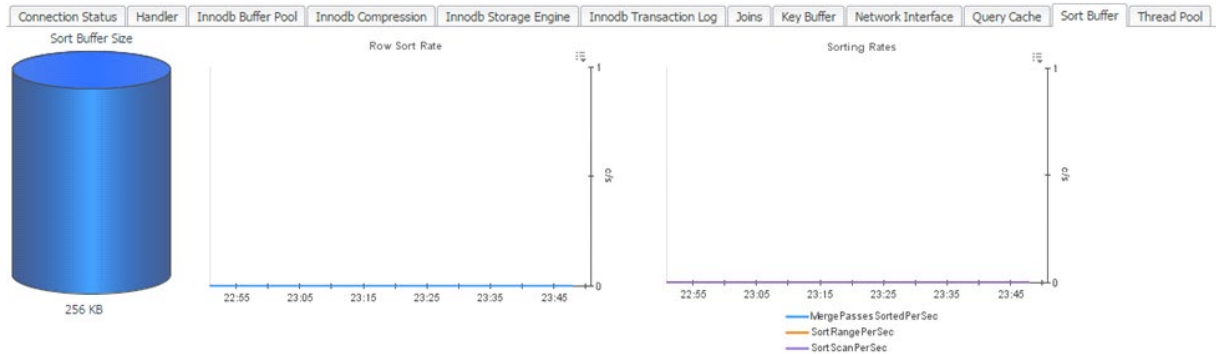 Connection Status Handler Innodb Buffer Pool Innodb Compression Innodb Storage Engine Innodb Transaction Log Joins Key Buffer Network Interface Query Cache Sort Buffer Thread Pool
Sort Buffer Size
256 KB
Row Sort Rate
1
c/s
0
22:55 23:05 23:15 23:25 23:35 23:45
Sorting Rates
1
c/s
0
22:55 23:05 23:15 23:25 23:35 23:45
MergePassesSortedPerSec
SortRangePerSec
SortScanPerSec